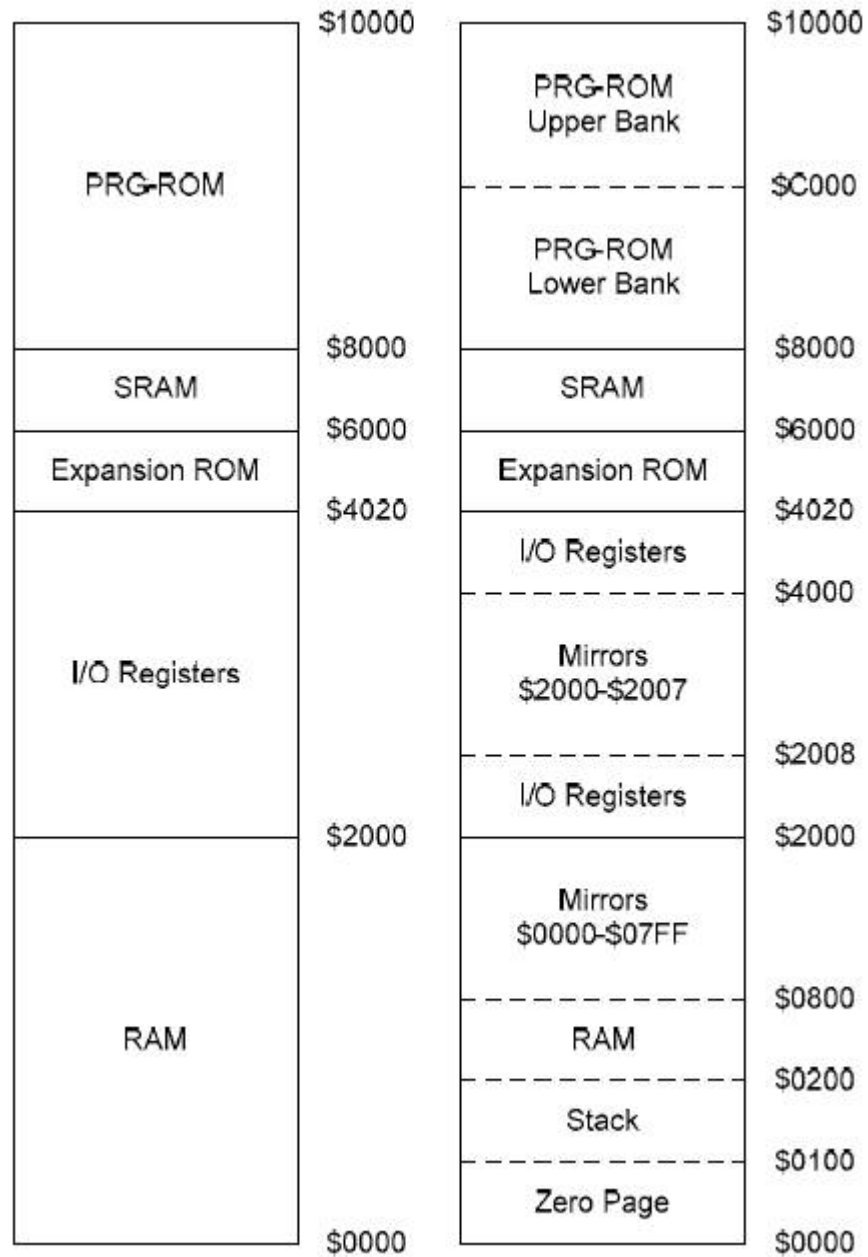 $10000
PRG-ROM
$8000
SRAM
$6000
Expansion ROM
$4020
I/O Registers
$2000
RAM
$0000
$10000
PRG-ROM
Upper Bank
$C000
PRG-ROM
Lower Bank
$8000
SRAM
$6000
Expansion ROM
$4020
I/O Registers
$4000
Mirrors
$2000-$2007
$2008
I/O Registers
$2000
Mirrors
$0000-$07FF
$0800
RAM
$0200
Stack
$0100
Zero Page
$0000